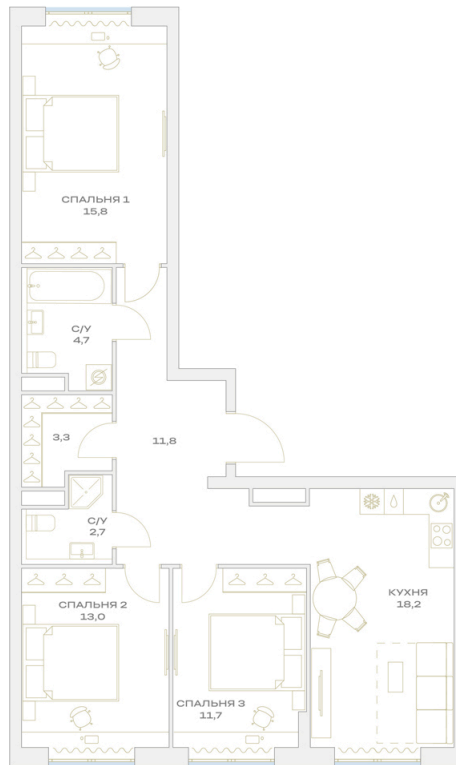 СПАЛЬНЯ 1
15,8
С/У
4,7
3,3
11,8
С/У
2,7
КУХНЯ
18,2
СПАЛЬНЯ 2
13,0
СПАЛЬНЯ 3
11,7